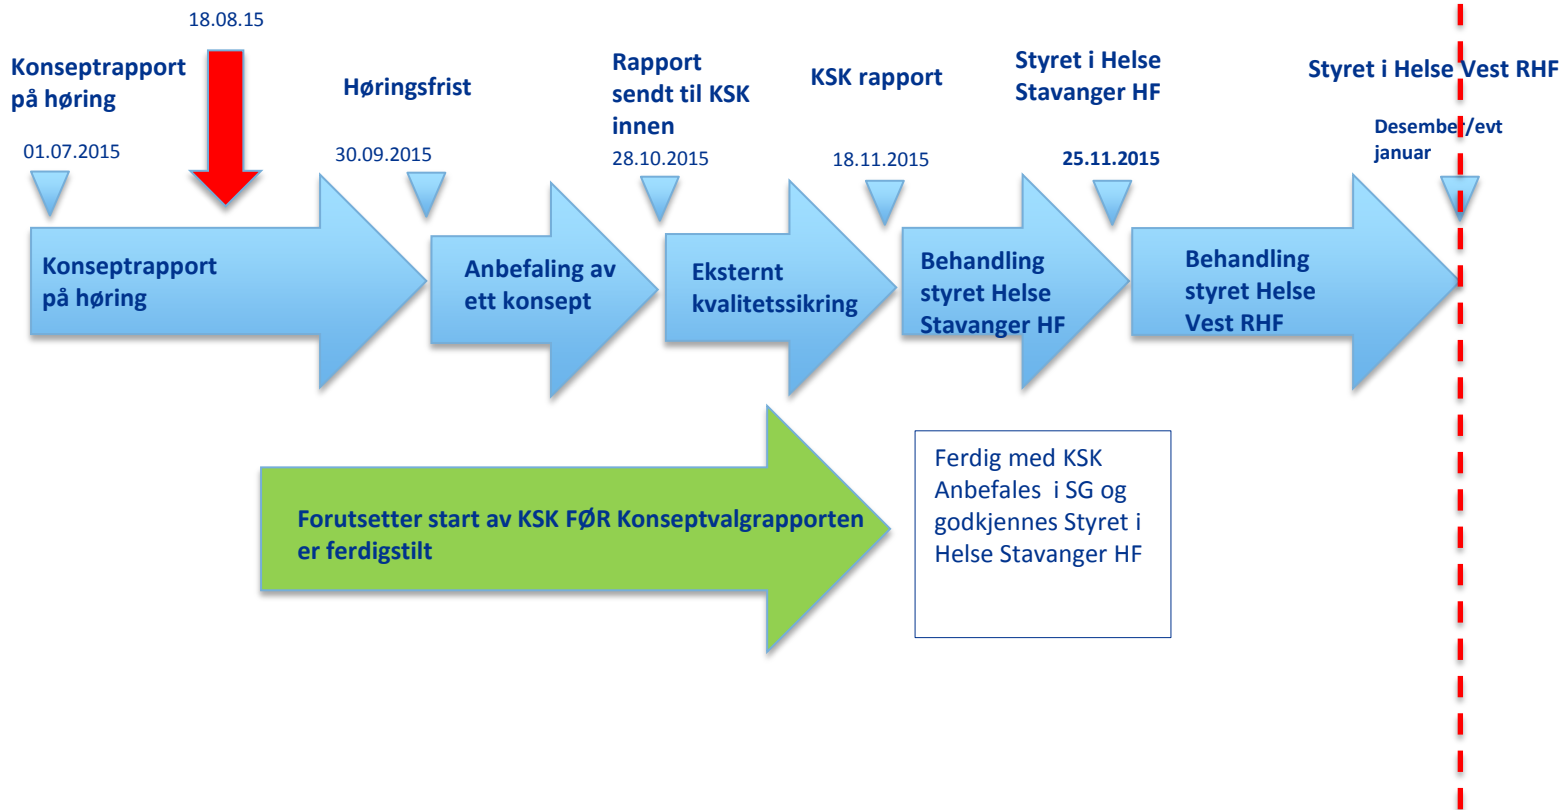 18.08.15
Konseptrapport
på høring
01.07.2015
Høringsfrist
30.09.2015
Rapport
sendt til KSK
innen
28.10.2015
KSK rapport
18.11.2015
Styret i Helse
Stavanger HF
25.11.2015
Styret i Helse Vest RHF
Desember/evt
januar
Konseptrapport
på høring
Anbefaling av
ett konsept
Eksternt
kvalitetssikring
Behandling
styret Helse
Stavanger HF
Behandling
styret Helse
Vest RHF
Forutsetter start av KSK FØR Konseptvalgrapporten
er ferdigstilt
Ferdig med KSK
Anbefales i SG og
godkjennes Styret i
Helse Stavanger HF